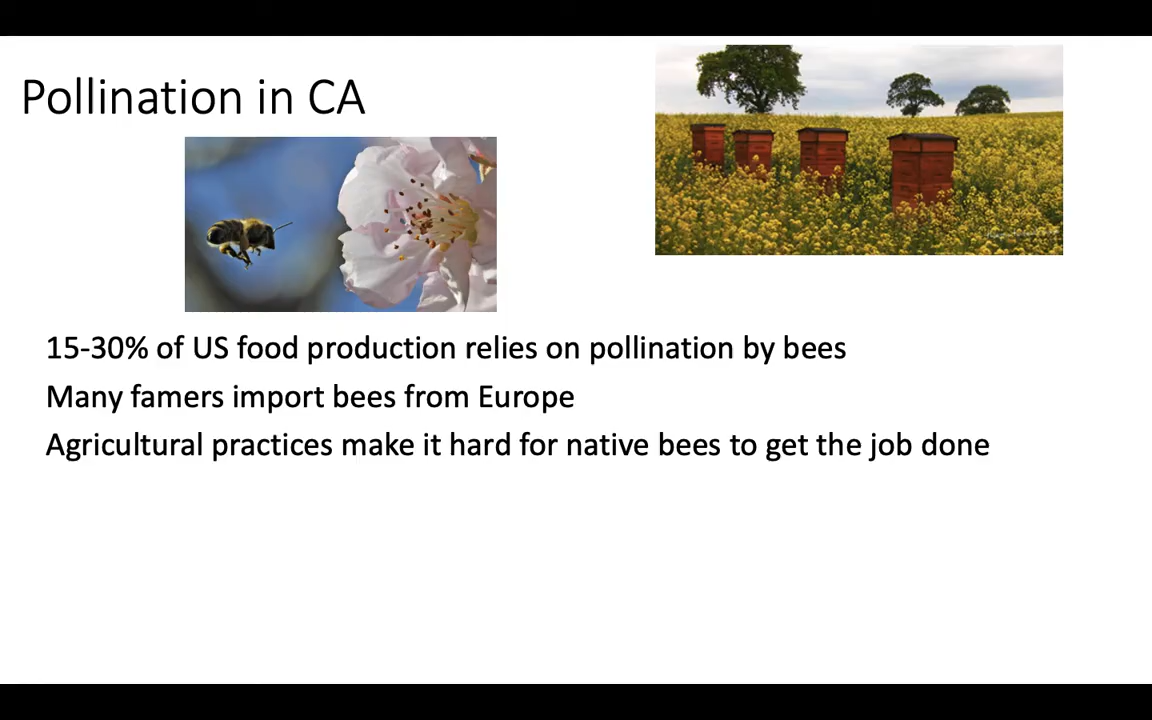 Pollination in CA
15-30% of US food production relies on pollination by bees
Many famers import bees from Europe
Agricultural practices make it hard for native bees to get the job done